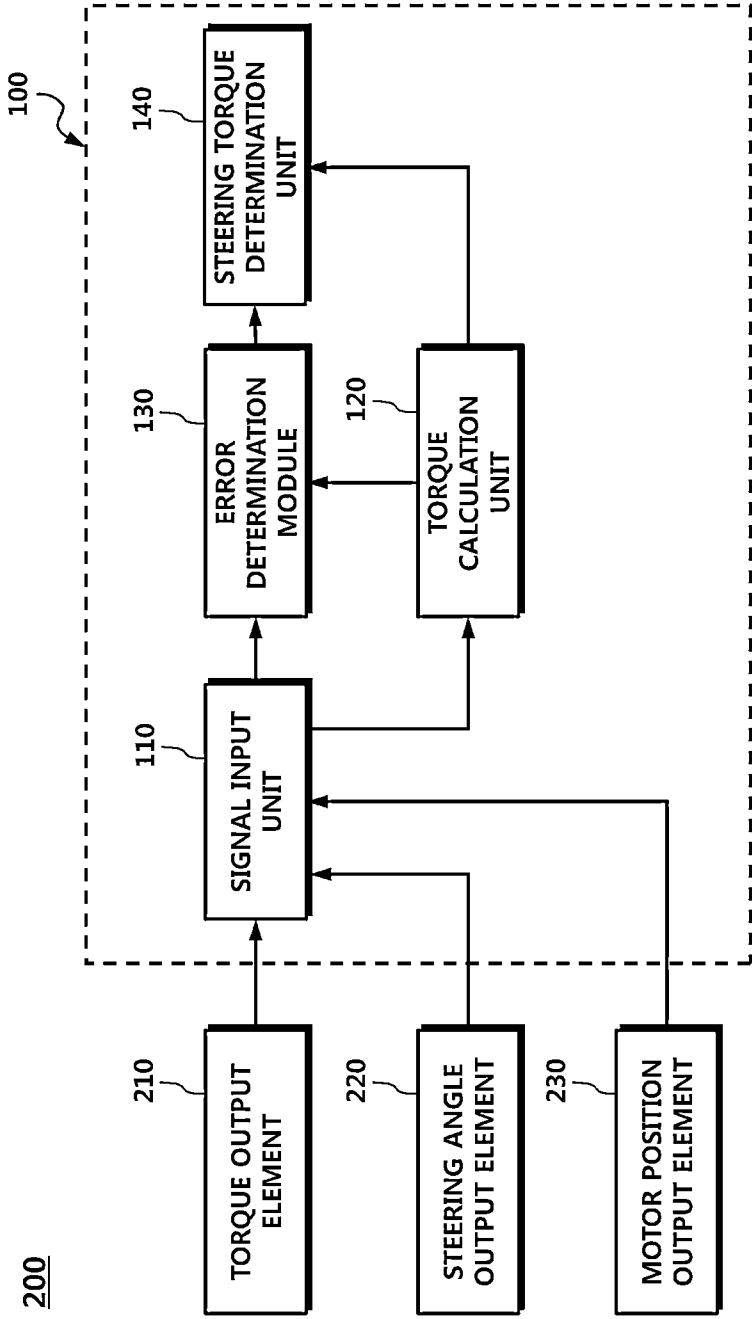 200
100
210
TORQUE OUTPUT
ELEMENT
110
SIGNAL INPUT
UNIT
130
ERROR
DETERMINATION
MODULE
140
STEERING TORQUE
DETERMINATION
UNIT
220
STEERING ANGLE
OUTPUT ELEMENT
120
TORQUE
CALCULATION
UNIT
230
MOTOR POSITION
OUTPUT ELEMENT